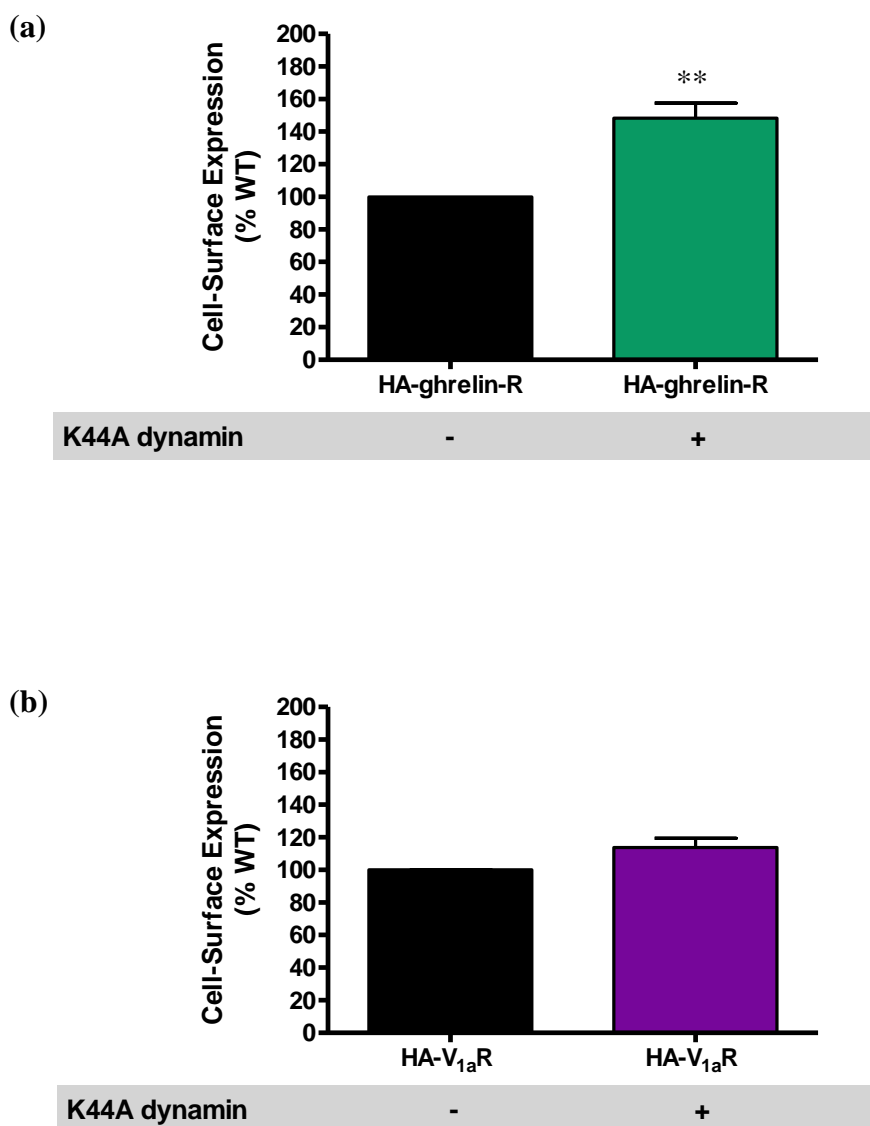 (a)
Cell-Surface Expression
(% WT)
200
180
160
140
120
100
80
60
40
20
0
**
HA-ghrelin-R HA-ghrelin-R
K44A dynamin - +
(b)
Cell-Surface Expression
(% WT)
200
180
160
140
120
100
80
60
40
20
0
HA-V1aR HA-V1aR
K44A dynamin - +